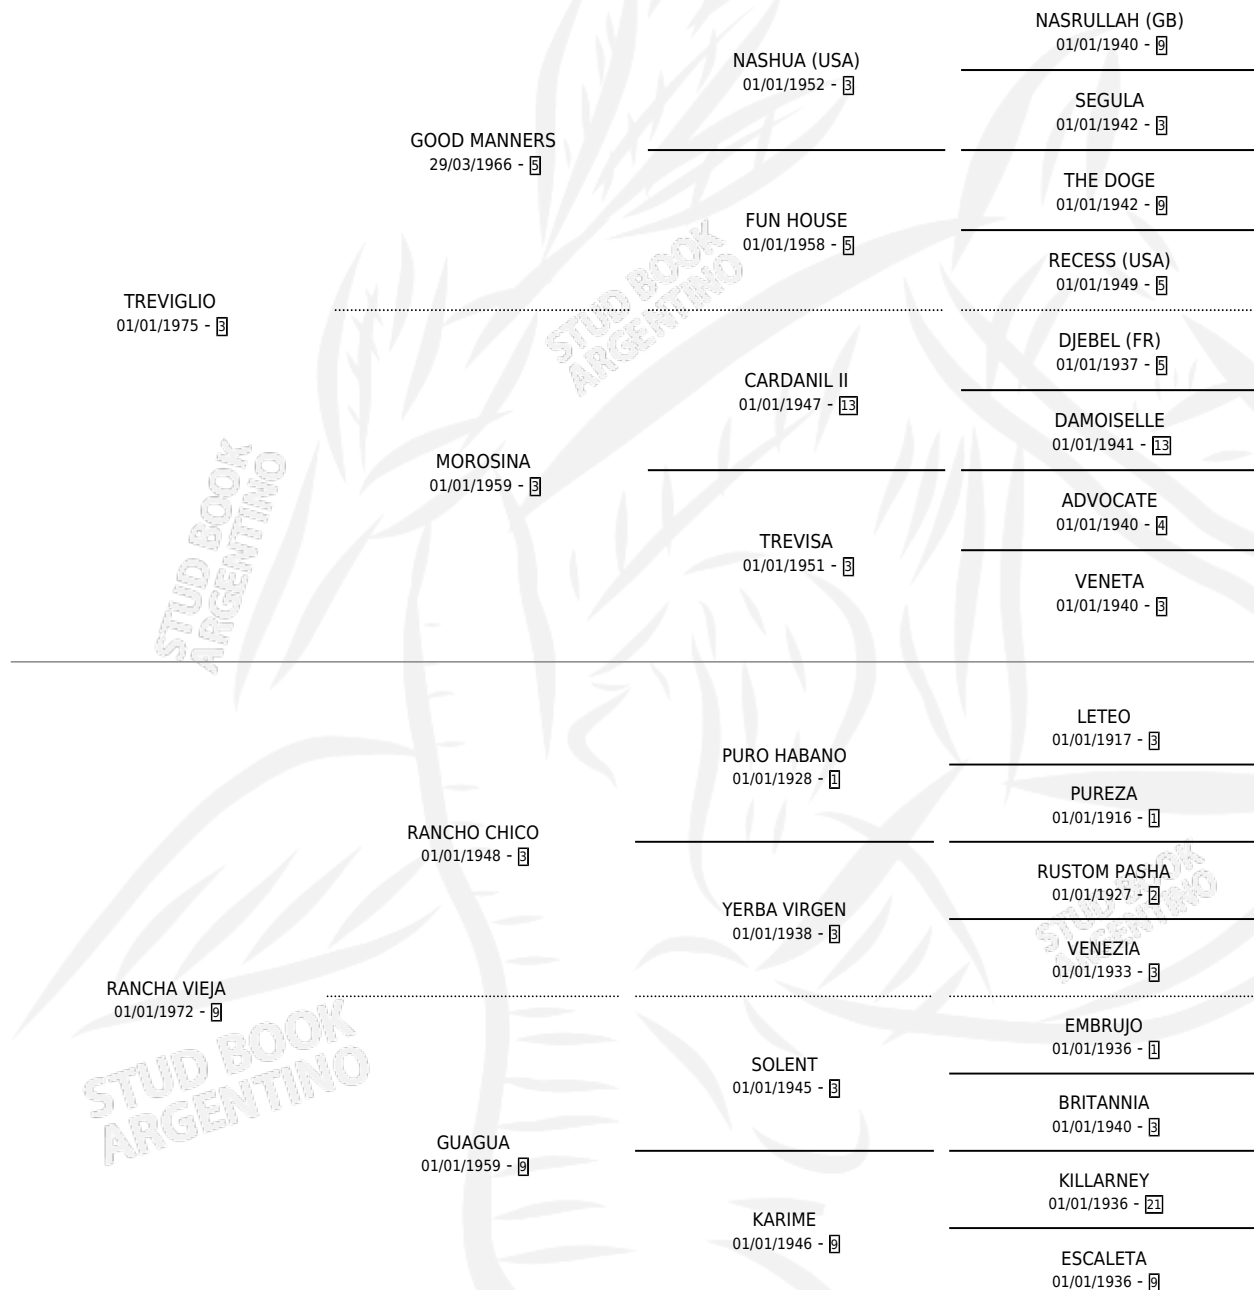 NASRULLAH (GB)
01/01/1940 - 9
NASHUA (USA)
01/01/1952 - 3
SEGULA
01/01/1942 - 3
GOOD MANNERS
29/03/1966 - 5
THE DOGE
01/01/1942 - 9
FUN HOUSE
01/01/1958 - 5
RECESS (USA)
01/01/1949 - 5
TREVIGLIO
01/01/1975 - 3
DJEBEL (FR)
01/01/1937 - 5
CARDANIL II
01/01/1947 - 13
DAMOISELLE
01/01/1941 - 13
MOROSINA
01/01/1959 - 3
ADVOCATE
01/01/1940 - 4
TREVISA
01/01/1951 - 3
VENETA
01/01/1940 - 3
STUD BOOK
ARGENTINO
STUD BOOK
ARGENTINO
LETEO
01/01/1917 - 3
PURO HABANO
01/01/1928 - 1
PUREZA
01/01/1916 - 1
RANCHO CHICO
01/01/1948 - 3
RUSTOM PASHA
01/01/1927 - 2
YERBA VIRGEN
01/01/1938 - 3
VENEZIA
01/01/1933 - 3
STUD BOOK
ARGENTINO
RANCHA VIEJA
01/01/1972 - 9
EMBRUJO
01/01/1936 - 1
SOLENT
01/01/1945 - 3
BRITANNIA
01/01/1940 - 3
STUD BOOK
ARGENTINO
GUAGUA
01/01/1959 - 9
KILLARNEY
01/01/1936 - 21
KARIME
01/01/1946 - 9
ESCALETA
01/01/1936 - 9